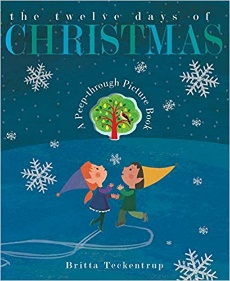 the twelve days of
CHRISTMAS
A Peep-through Picture Book
Britta Teckentrup